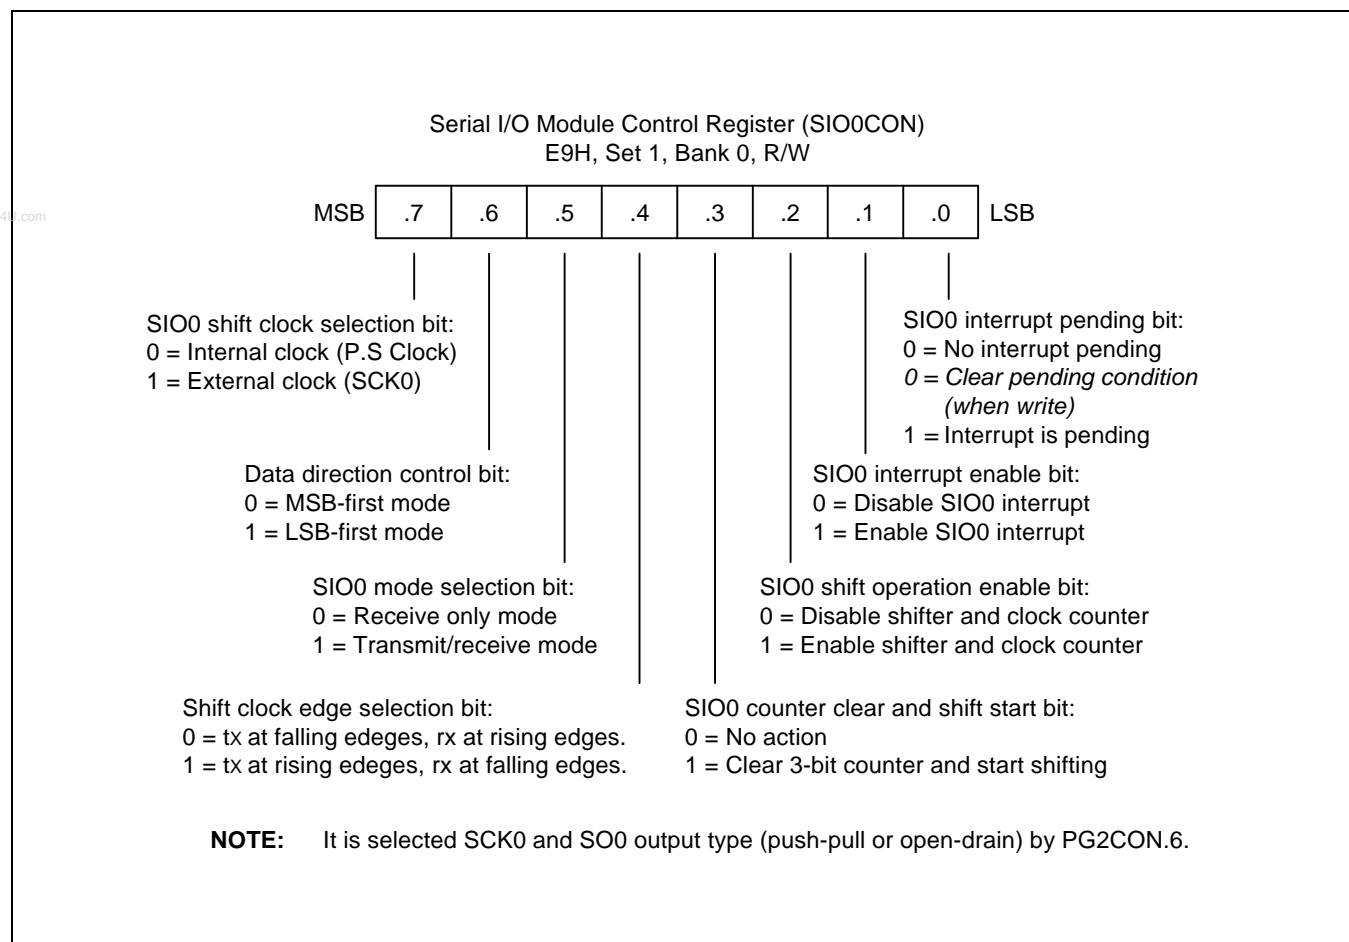 Serial I/O Module Control Register (SIO0CON)
E9H, Set 1, Bank 0, R/W
4U.com
MSB .7 .6 .5 .4 .3 .2 .1 .0 LSB
SIO0 shift clock selection bit:
0 = Internal clock (P.S Clock)
1 = External clock (SCK0)
SIO0 interrupt pending bit:
0 = No interrupt pending
0 = Clear pending condition
(when write)
1 = Interrupt is pending
Data direction control bit:
0 = MSB-first mode
1 = LSB-first mode
SIO0 interrupt enable bit:
0 = Disable SIO0 interrupt
1 = Enable SIO0 interrupt
SIO0 mode selection bit:
0 = Receive only mode
1 = Transmit/receive mode
SIO0 shift operation enable bit:
0 = Disable shifter and clock counter
1 = Enable shifter and clock counter
Shift clock edge selection bit:
0 = tx at falling edeges, rx at rising edges.
1 = tx at rising edeges, rx at falling edges.
SIO0 counter clear and shift start bit:
0 = No action
1 = Clear 3-bit counter and start shifting
NOTE: It is selected SCK0 and SO0 output type (push-pull or open-drain) by PG2CON.6.